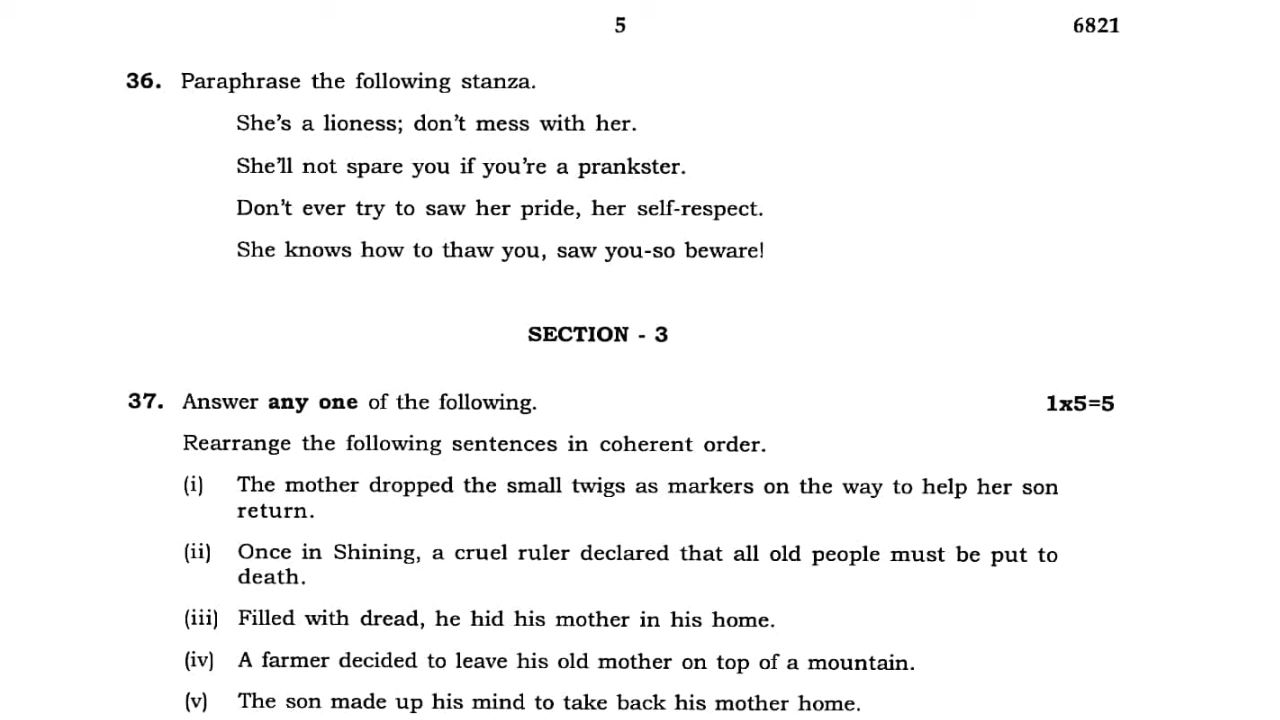 5 6821
36. Paraphrase the following stanza.
She's a lioness; don't mess with her.
She'll not spare you if you're a prankster.
Don't ever try to saw her pride, her self-respect.
She knows how to thaw you, saw you-so beware!
SECTION - 3
37. Answer any one of the following. 1x5=5
Rearrange the following sentences in coherent order.
(i) The mother dropped the small twigs as markers on the way to help her son
return.
(ii) Once in Shining, a cruel ruler declared that all old people must be put to
death.
(iii) Filled with dread, he hid his mother in his home.
(iv) A farmer decided to leave his old mother on top of a mountain.
(v) The son made up his mind to take back his mother home.